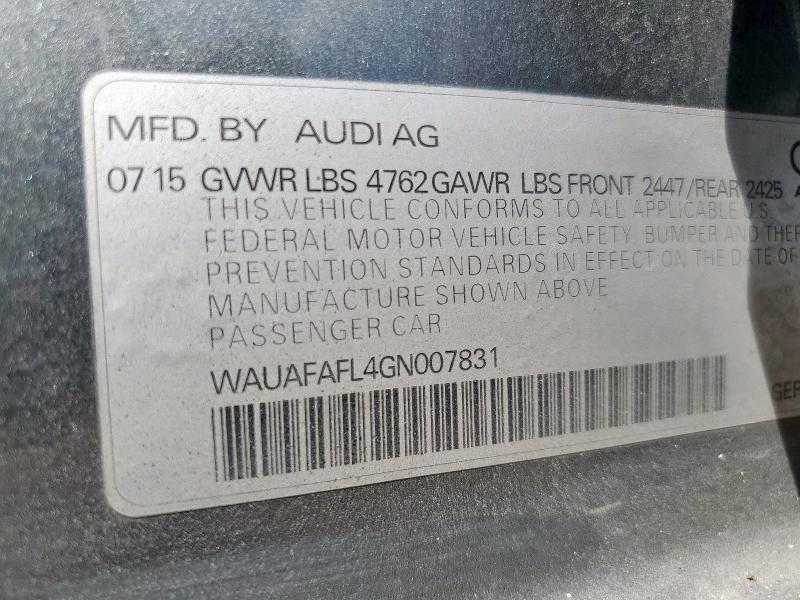 MFD. BY AUDI AG
07 15 GVWR LBS 4762 GAWR LBS FRONT 2447/REAR 2425
THIS VEHICLE CONFORMS TO ALL APPLICABLE U.S.
FEDERAL MOTOR VEHICLE SAFETY, BUMPER AND THEF
PREVENTION STANDARDS IN EFFECT ON THE DATE OF
MANUFACTURE SHOWN ABOVE
PASSENGER CAR
WAUAFAFL4GN007831
GER